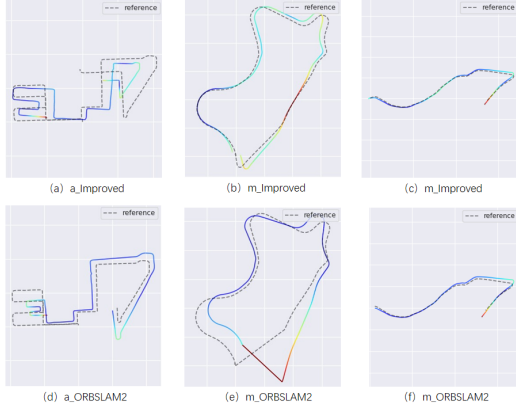 reference
reference
reference
(a) a_Improved
(b) m_Improved
(c) m_Improved
reference
reference
reference
(d) a_ORBSLAM2
(e) m_ORBSLAM2
(f) m_ORBSLAM2